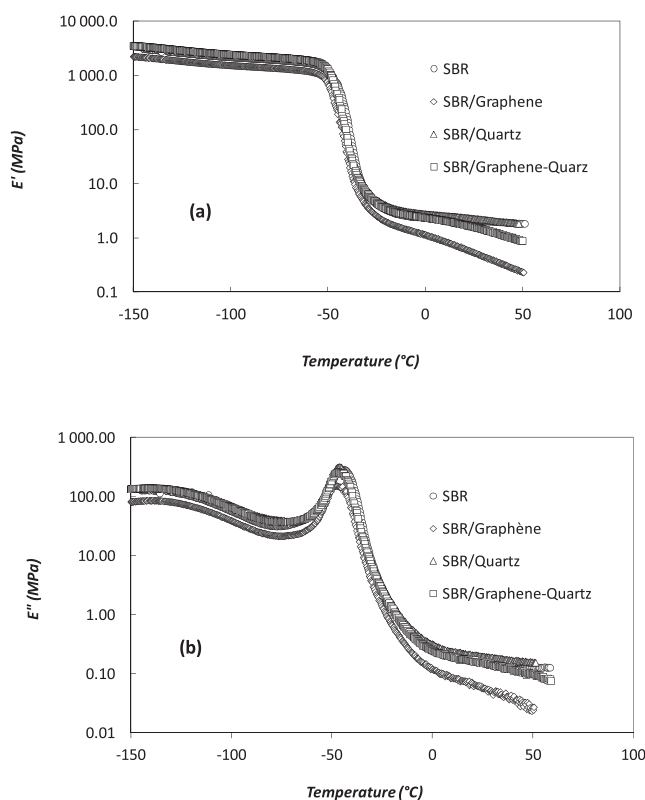 10 000.0
1 000.0
100.0
10.0
1.0
0.1
E' (MPa)
-150 -100 -50 0 50 100
Temperature (°C)
(a)
SBR
SBR/Graphene
SBR/Quartz
SBR/Graphene-Quarz
1 000.00
100.00
10.00
1.00
0.10
0.01
E" (MPa)
-150 -100 -50 0 50 100
Temperature (°C)
(b)
SBR
SBR/Graphène
SBR/Quartz
SBR/Graphene-Quartz